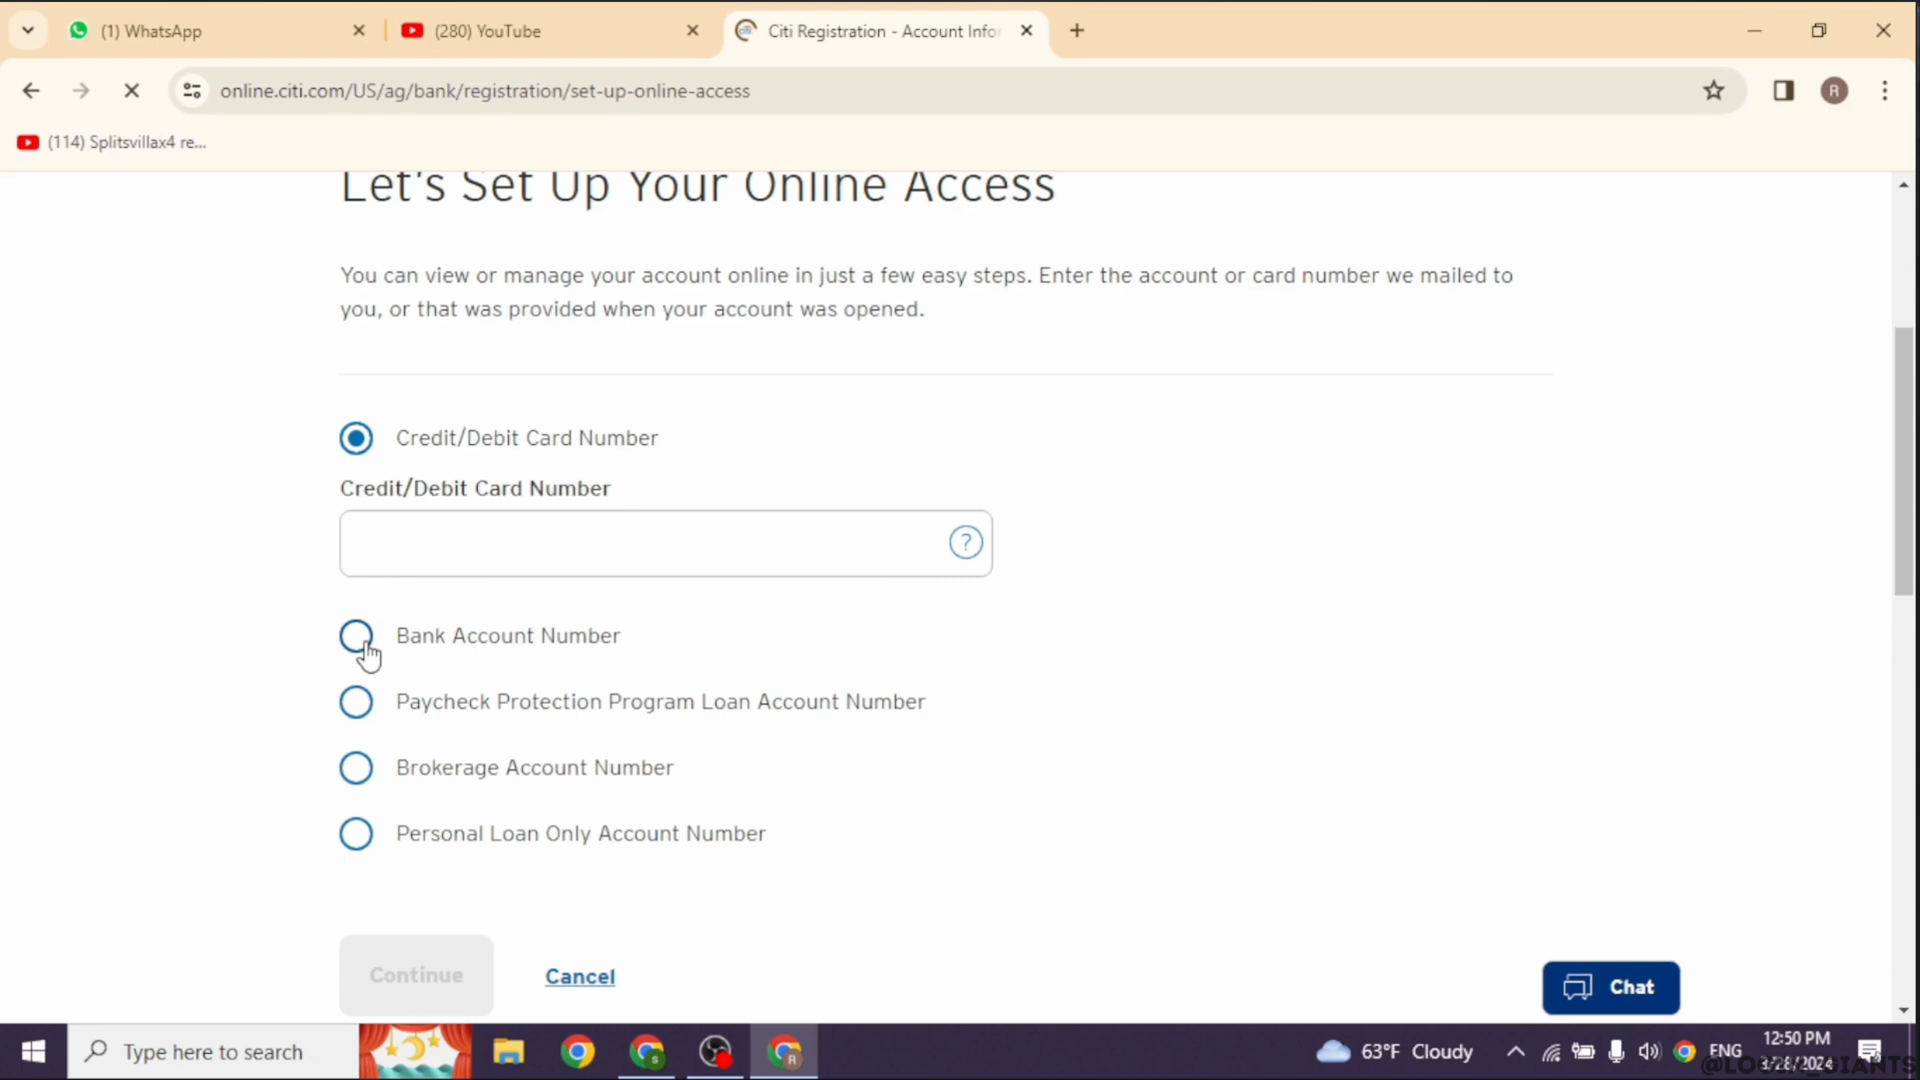 (1) WhatsApp
(280) YouTube
Citi Registration - Account Infor
online.citi.com/US/ag/bank/registration/set-up-online-access
R
(114) Splitsvillax4 re...
Let's Set Up Your Online Access
You can view or manage your account online in just a few easy steps. Enter the account or card number we mailed to
you, or that was provided when your account was opened.
Credit/Debit Card Number
Credit/Debit Card Number
?
Bank Account Number
Paycheck Protection Program Loan Account Number
Brokerage Account Number
Personal Loan Only Account Number
Continue
Cancel
Chat
Type here to search
63°F Cloudy
ENG
12:50 PM
3/28/2024